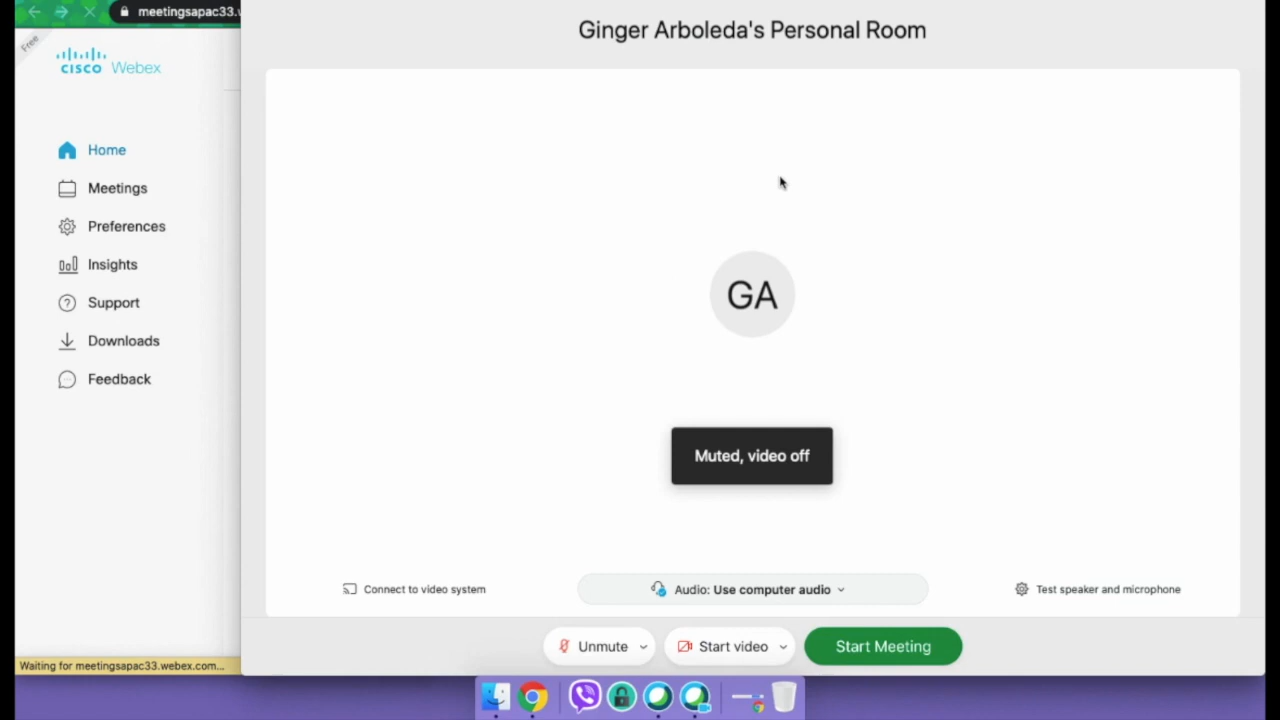 meetingsapac33.
Ginger Arboleda's Personal Room
Free
cisco Webex
Home
Meetings
Preferences
Insights
Support
Downloads
Feedback
GA
Muted, video off
Connect to video system
Audio: Use computer audio
Test speaker and microphone
Unmute
Start video
Start Meeting
Waiting for meetingsapac33.webex.com...